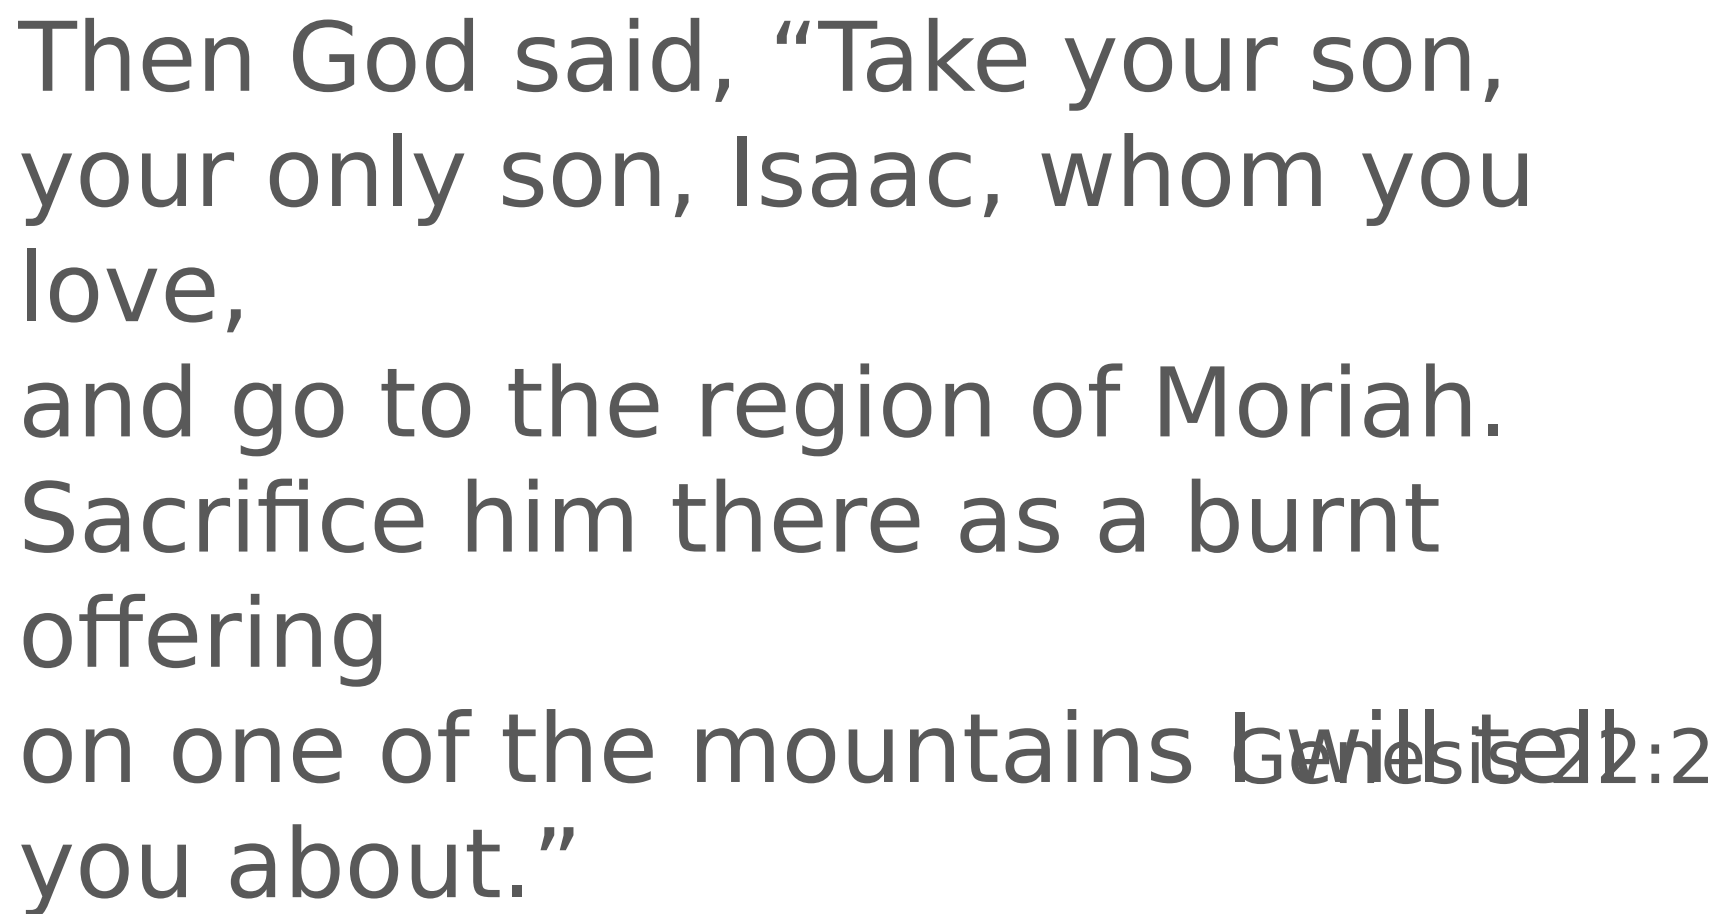 Then God said, “Take your son,
your only son, Isaac, whom you
love,
and go to the region of Moriah.
Sacrifice him there as a burnt
offering
on one of the mountains I will tell
Genesis 22:2
you about.”